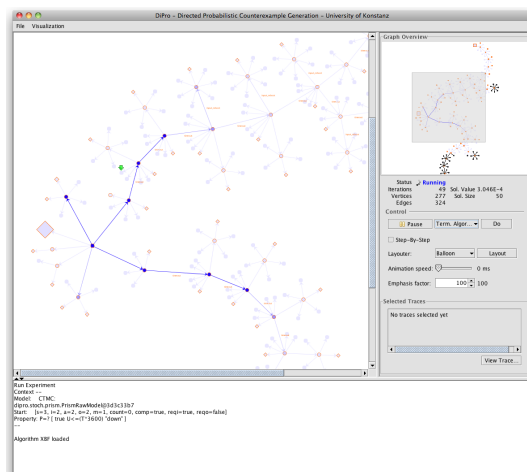 DiPro - Directed Probabilistic Counterexample Generation - University of Konstanz
File Visualization
Graph Overview
Status Running
Iterations 49 Sol. Value 3.046E-4
Vertices 277 Sol. Size 50
Edges 324
Control
Pause Term. Algor... Do
Step-By-Step
Layouter: Balloon Layout
Animation speed: 0 ms
Emphasis factor: 100 100
Selected Traces
No traces selected yet
View Trace...
Run Experiment
Context --
Model: CTMC:
dipro.stoch.prism.PrismRawModel@3d3c33b7
Start: [s=3, i=2, a=2, o=2, m=1, count=0, comp=true, reqi=true, reqo=false]
Property: P=? [ true U<=(T*3600) "down" ]
--
Algorithm XBF loaded